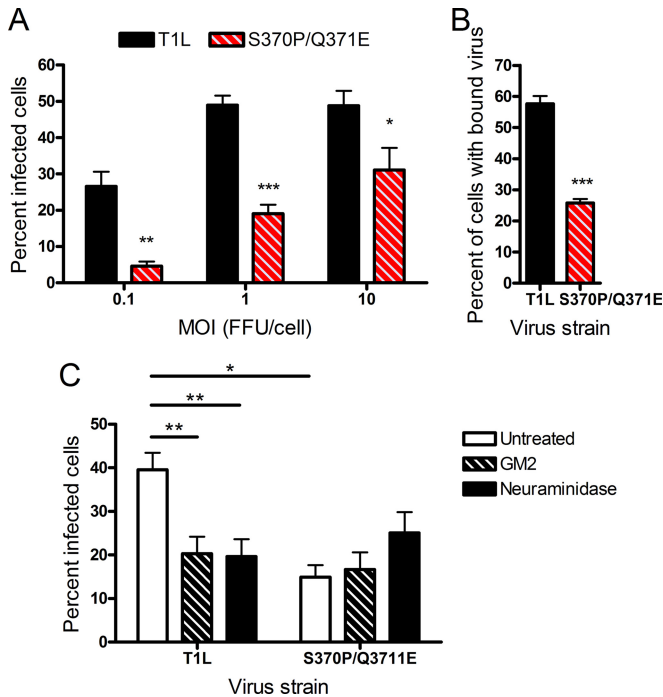 A
T1L
S370P/Q371E
Percent infected cells
60
50
40
30
20
10
0
**
***
*
0.1
1
10
MOI (FFU/cell)
B
Percent of cells with bound virus
70
60
50
40
30
20
10
0
***
T1L S370P/Q371E
Virus strain
C
Percent infected cells
50
40
30
20
10
0
*
**
**
Untreated
GM2
Neuraminidase
T1L
S370P/Q3711E
Virus strain